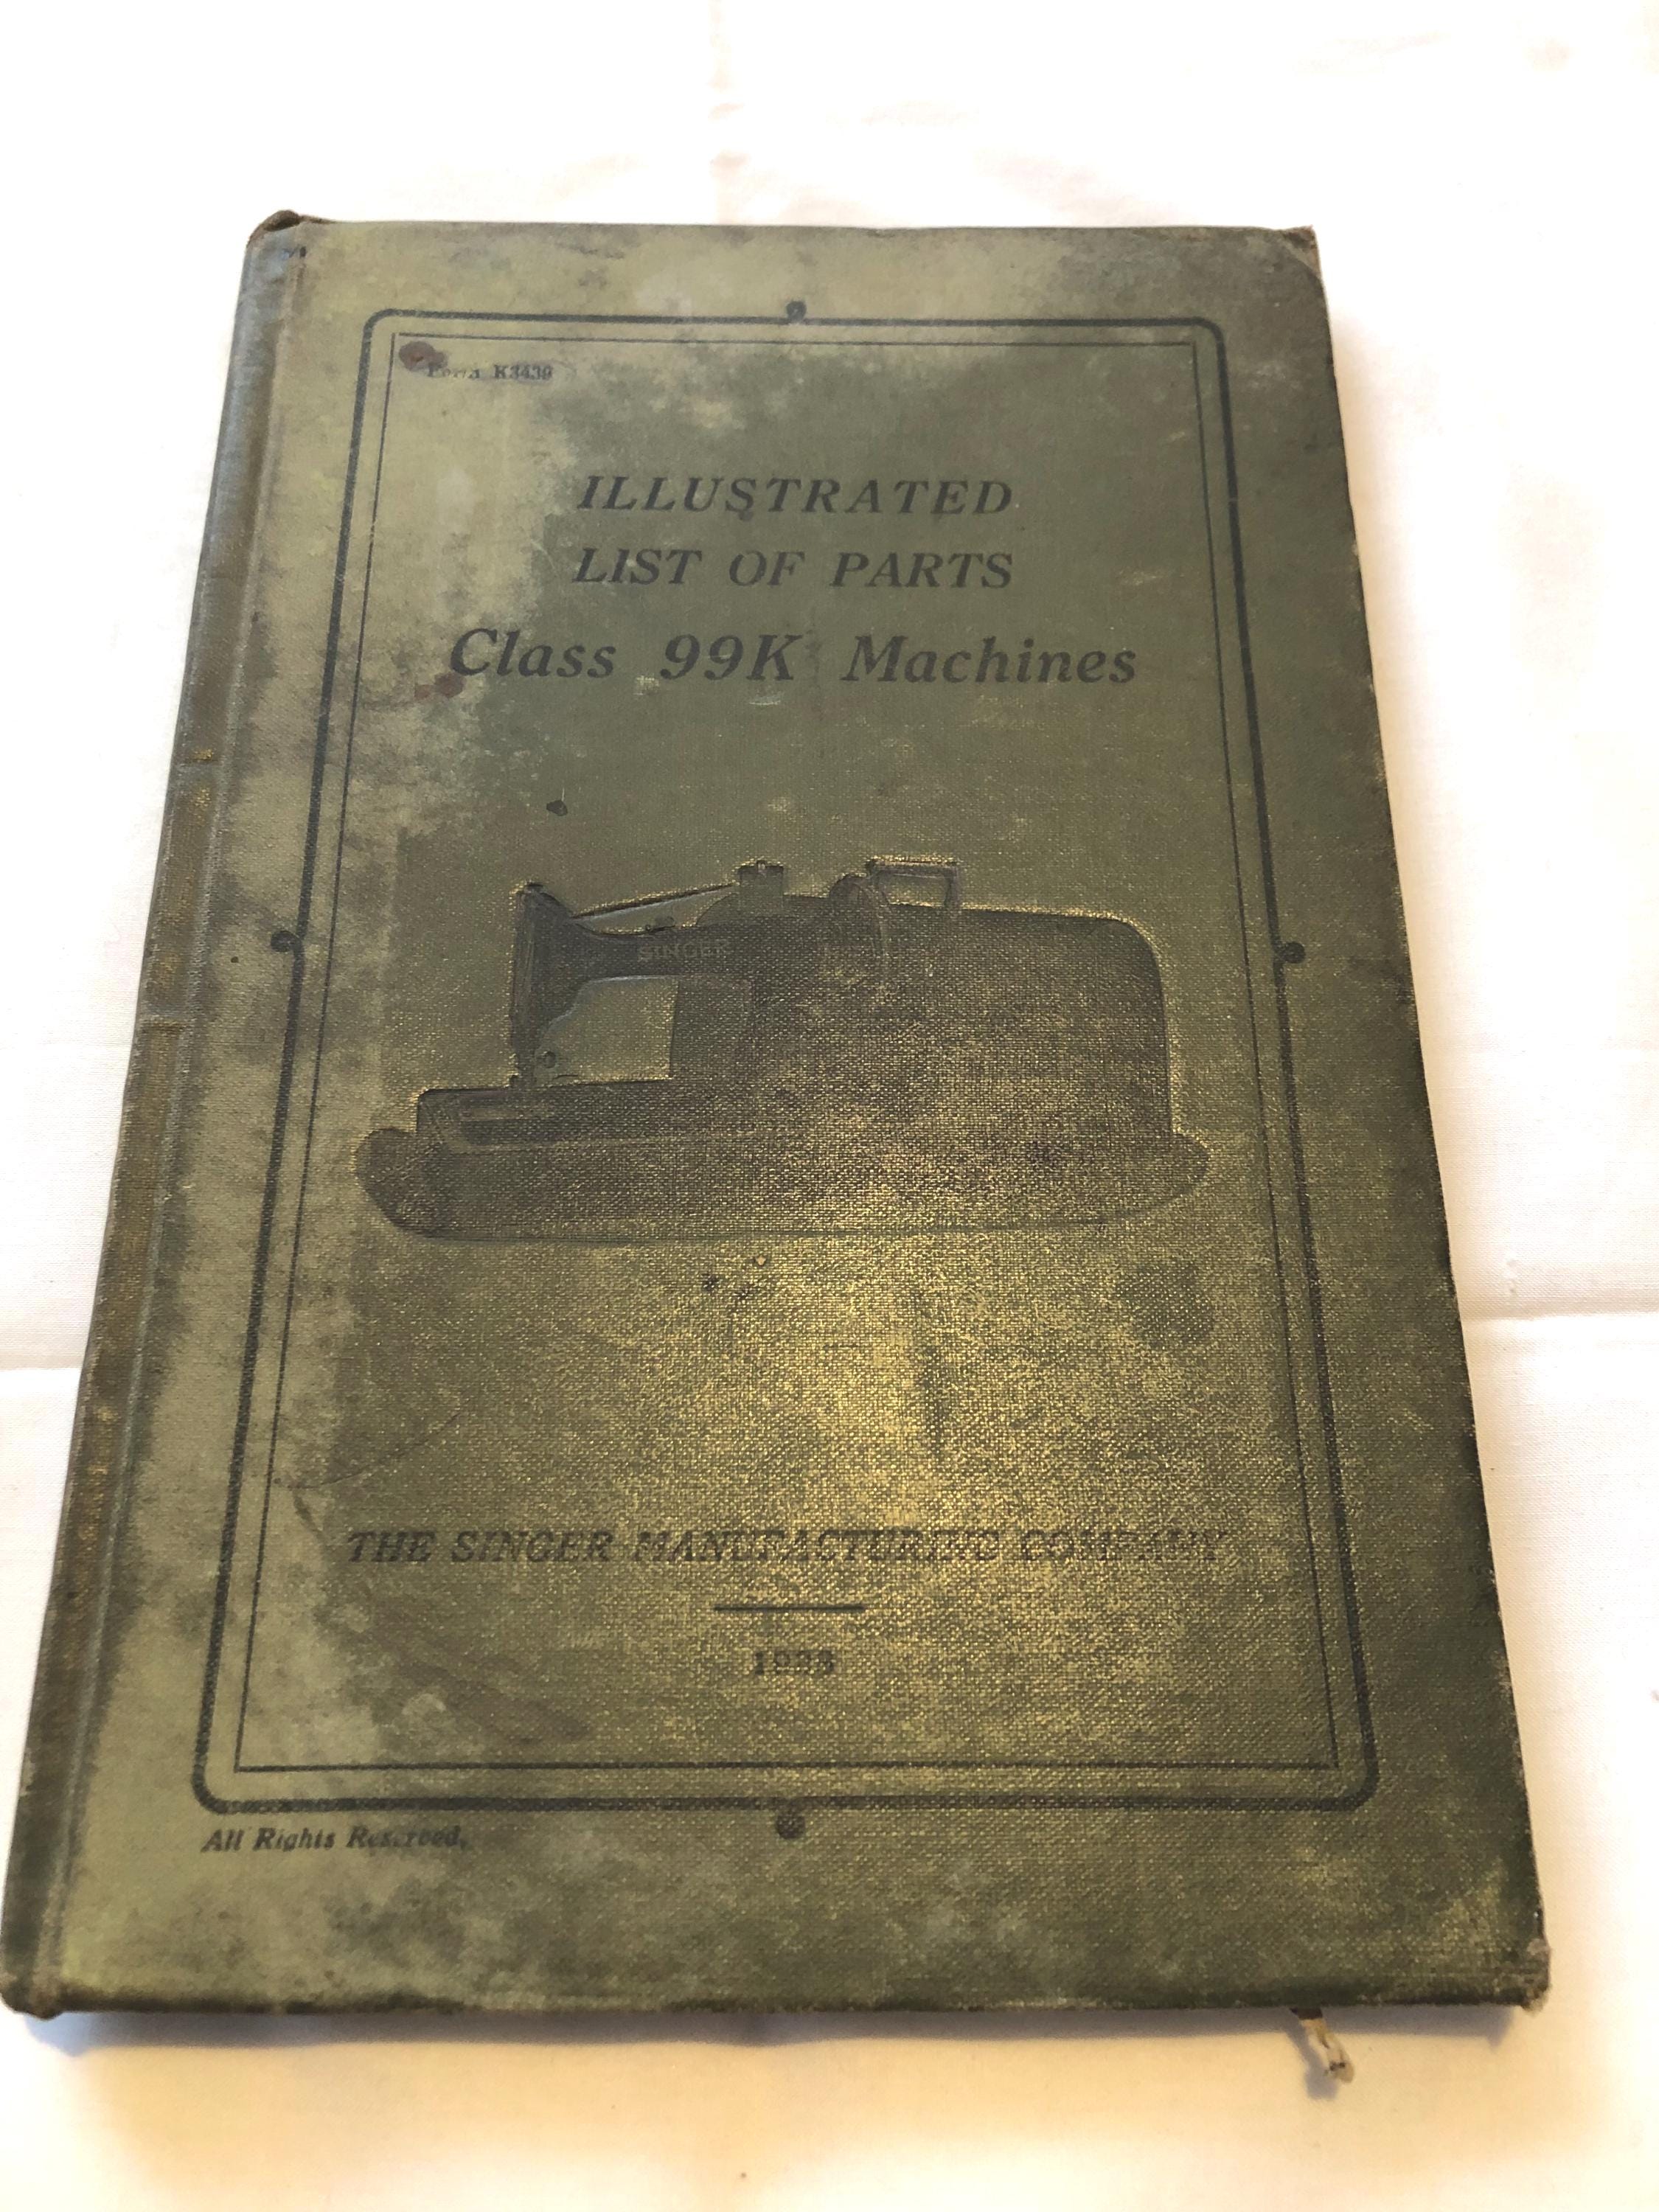 Form K3439
ILLUSTRATED
LIST OF PARTS
Class 99K Machines
SINGER
THE SINGER MANUFACTURING COMPANY
All Rights Reserved.